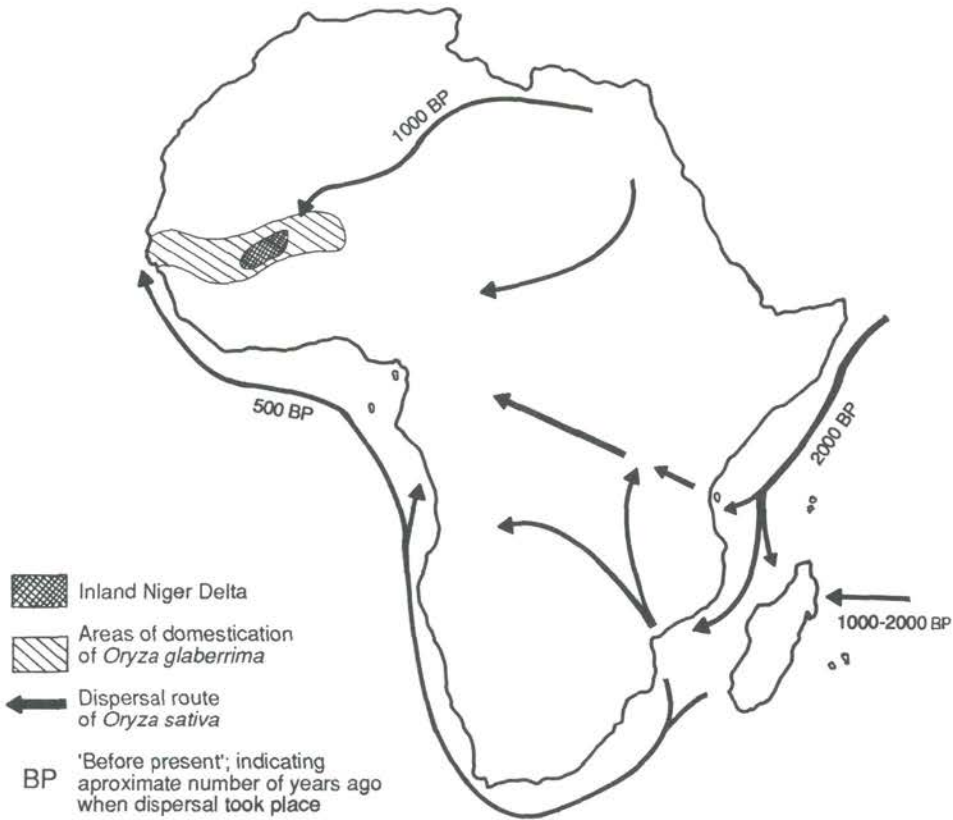 1000 BP
500 BP
2000 BP
1000-2000 BP
Inland Niger Delta
Areas of domestication
of Oryza glaberrima
Dispersal route
of Oryza sativa
BP
'Before present'; indicating
aproximate number of years ago
when dispersal took place